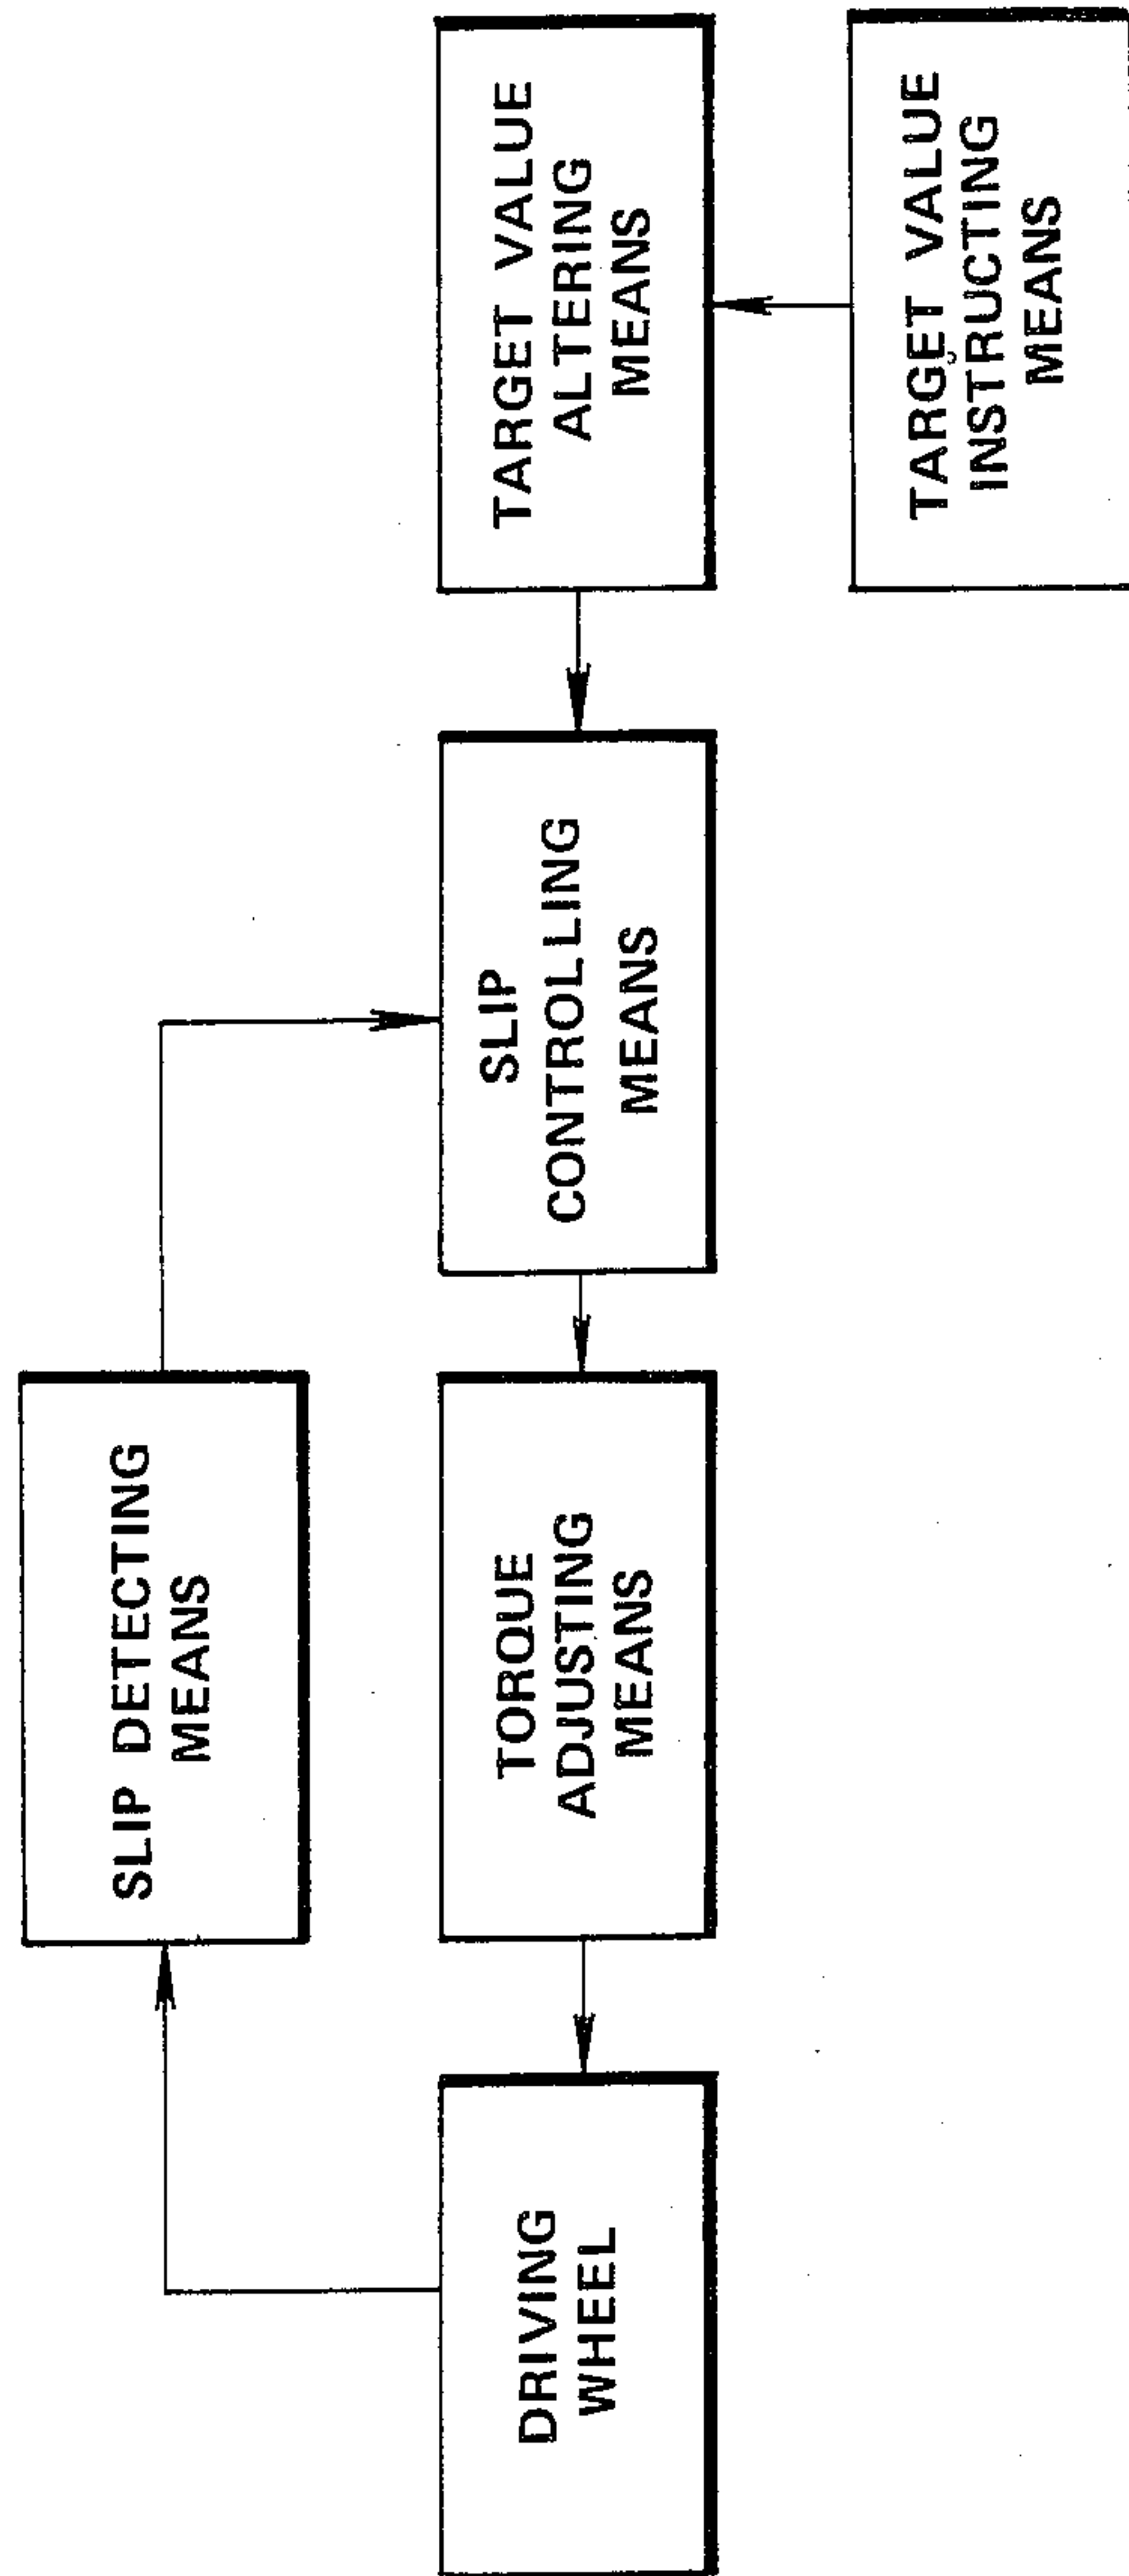 SLIP DETECTING
MEANS
DRIVING
WHEEL
TORQUE
ADJUSTING
MEANS
SLIP
CONTROLLING
MEANS
TARGET VALUE
ALTERING
MEANS
TARGET VALUE
INSTRUCTING
MEANS